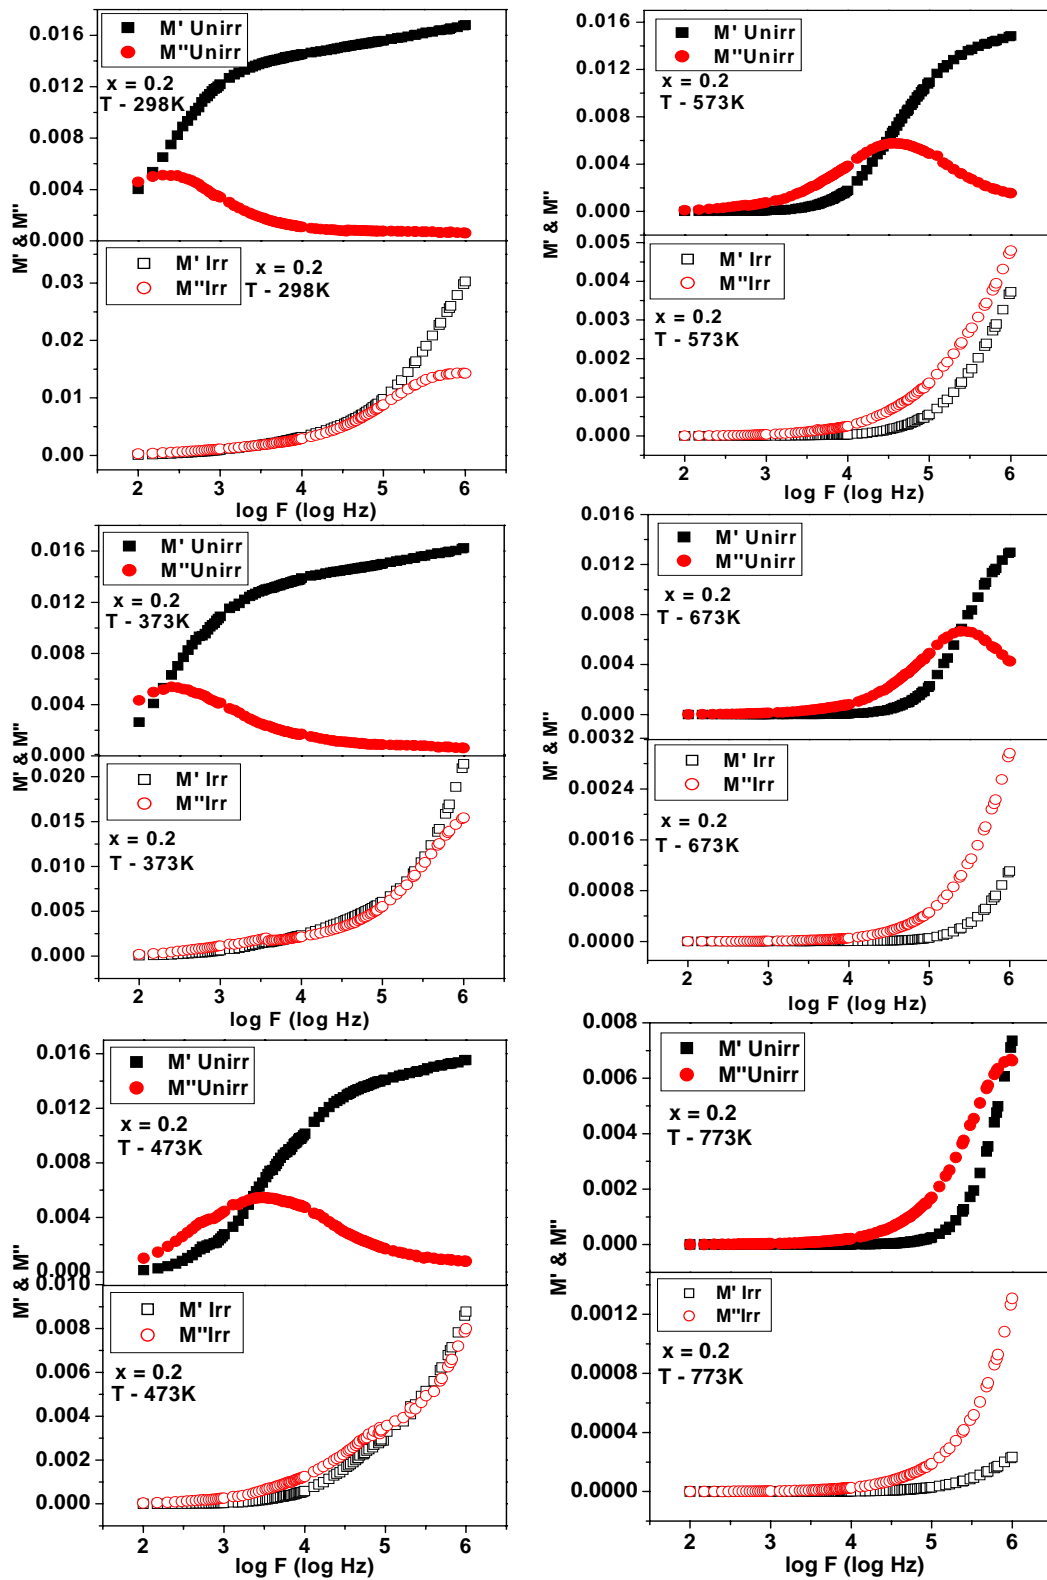 M' Unirr
M''Unirr
x = 0.2
T - 298K
0.016
0.012
0.008
0.004
0.000
M' & M''
M' Irr
M''Irr
x = 0.2
T - 298K
0.03
0.02
0.01
0.00
2 3 4 5 6
log F (log Hz)
M' Unirr
M''Unirr
x = 0.2
T - 573K
0.016
0.012
0.008
0.004
0.000
M' & M''
0.005
M' Irr
M''Irr
x = 0.2
T - 573K
0.003
0.002
0.001
0.000
2 3 4 5 6
log F (log Hz)
M' Unirr
M''Unirr
x = 0.2
T - 373K
0.016
0.012
0.008
0.004
0.000
M' & M''
M' Irr
M''Irr
x = 0.2
T - 373K
0.020
0.015
0.010
0.005
0.000
2 3 4 5 6
log F (log Hz)
0.016
M' Unirr
M''Unirr
x = 0.2
T - 673K
0.012
0.008
0.004
0.000
M' & M''
0.0032
M' Irr
M''Irr
x = 0.2
T - 673K
0.0024
0.0016
0.0008
0.0000
2 3 4 5 6
log F (log Hz)
0.016
M' Unirr
M''Unirr
x = 0.2
T - 473K
0.012
0.008
0.004
0.000
M' & M''
0.010
M' Irr
M''Irr
x = 0.2
T - 473K
0.008
0.006
0.004
0.002
0.000
2 3 4 5 6
log F (log Hz)
0.008
M' Unirr
M''Unirr
x = 0.2
T - 773K
0.006
0.004
0.002
0.000
M' & M''
M' Irr
M''Irr
x = 0.2
T - 773K
0.0012
0.0008
0.0004
0.0000
2 3 4 5 6
log F (log Hz)